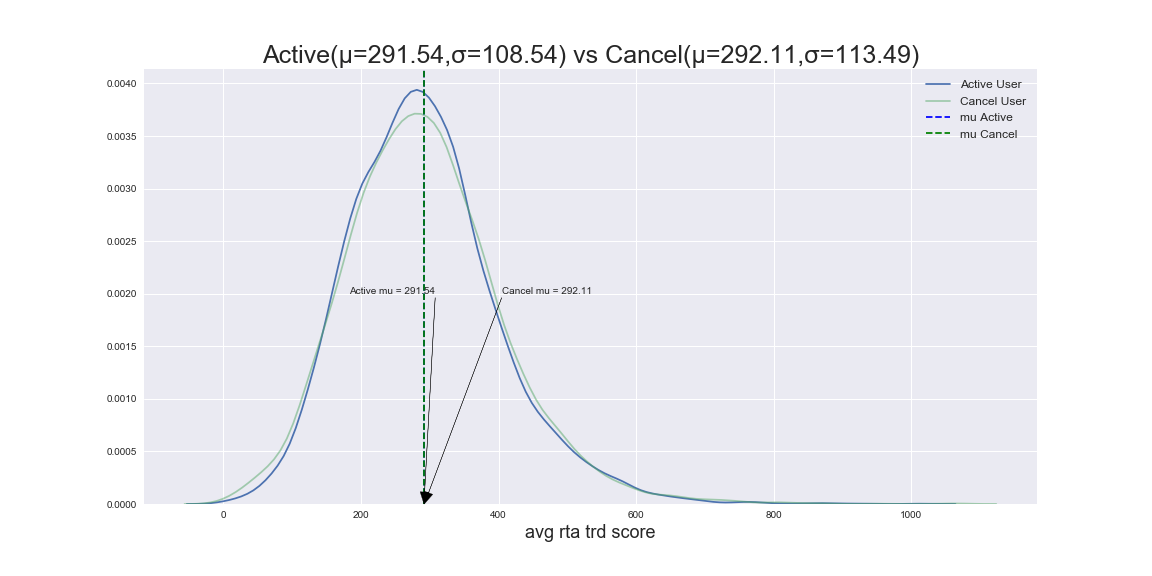 Active(μ=291.54,σ=108.54) vs Cancel(μ=292.11,σ=113.49)
Active User
Cancel User
mu Active
mu Cancel
0.0040
0.0035
0.0030
0.0025
0.0020
0.0015
0.0010
0.0005
0.0000
Active mu = 291.54
Cancel mu = 292.11
0
200
400
600
800
1000
avg rta trd score